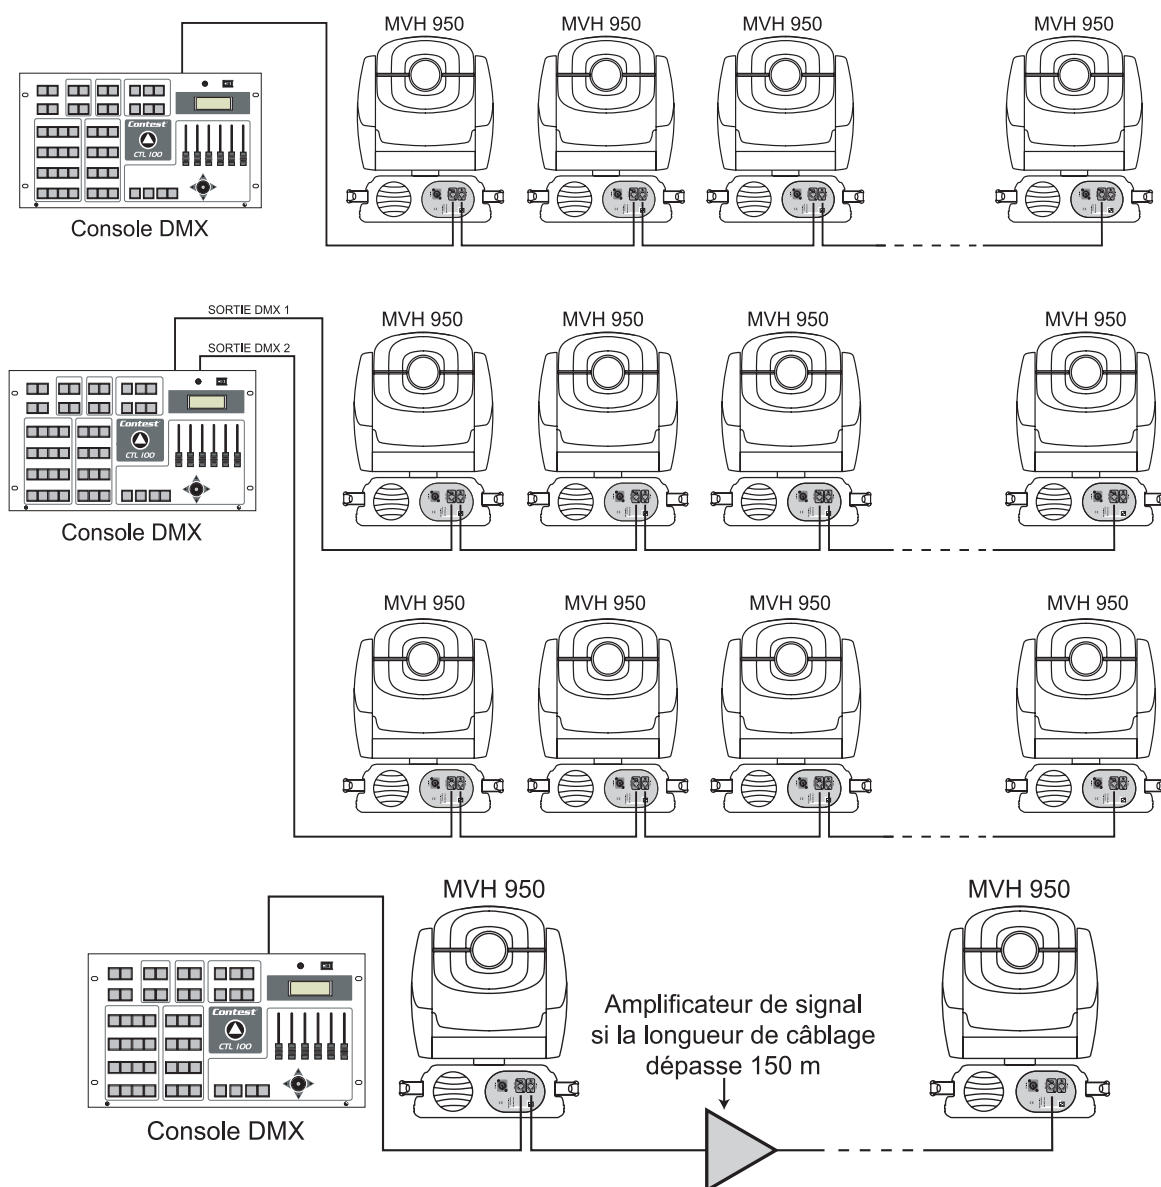 MVH 950 MVH 950 MVH 950 MVH 950
Contest
CTL 100
Console DMX
SORTIE DMX 1
SORTIE DMX 2
MVH 950 MVH 950 MVH 950 MVH 950
Contest
CTL 100
Console DMX
MVH 950 MVH 950 MVH 950 MVH 950
MVH 950 MVH 950
Contest
CTL 100
Console DMX
Amplificateur de signal
si la longueur de câblage
dépasse 150 m